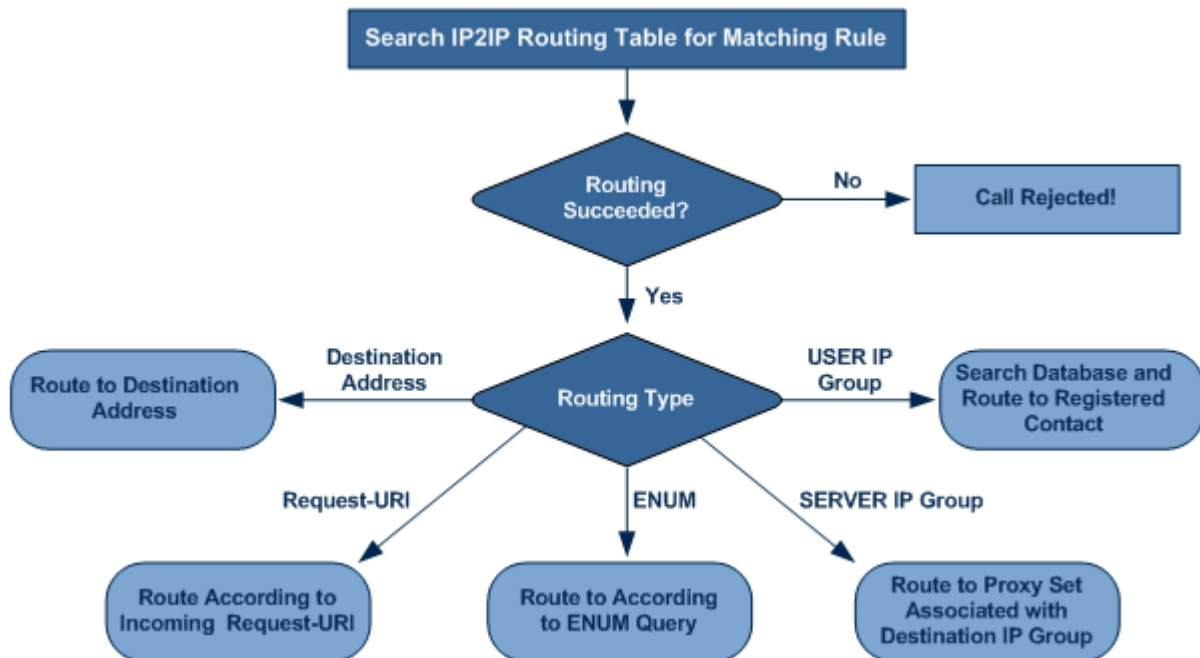 Search IP2IP Routing Table for Matching Rule
Routing
Succeeded?
No
Call Rejected!
Yes
Destination
Address
USER IP
Group
Route to Destination
Address
Routing Type
Search Database and
Route to Registered
Contact
Request-URI
ENUM
SERVER IP Group
Route According to
Incoming Request-URI
Route to According
to ENUM Query
Route to Proxy Set
Associated with
Destination IP Group